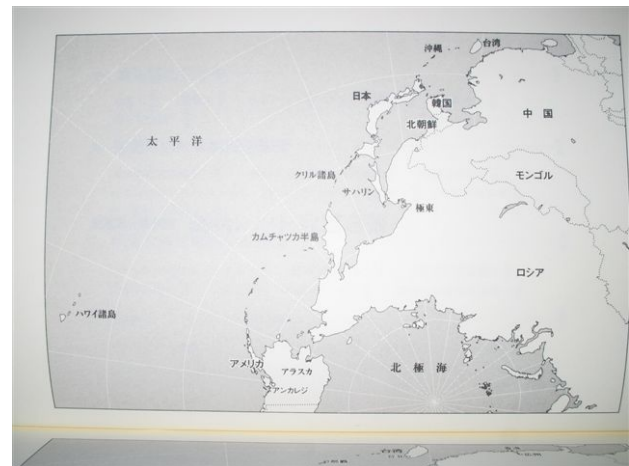 沖縄
台湾
日本
韓国
中国
北朝鮮
太平洋
クリル諸島
モンゴル
サハリン
極東
カムチャツカ半島
ロシア
ハワイ諸島
アメリカ
アラスカ
北極海
アンカレジ